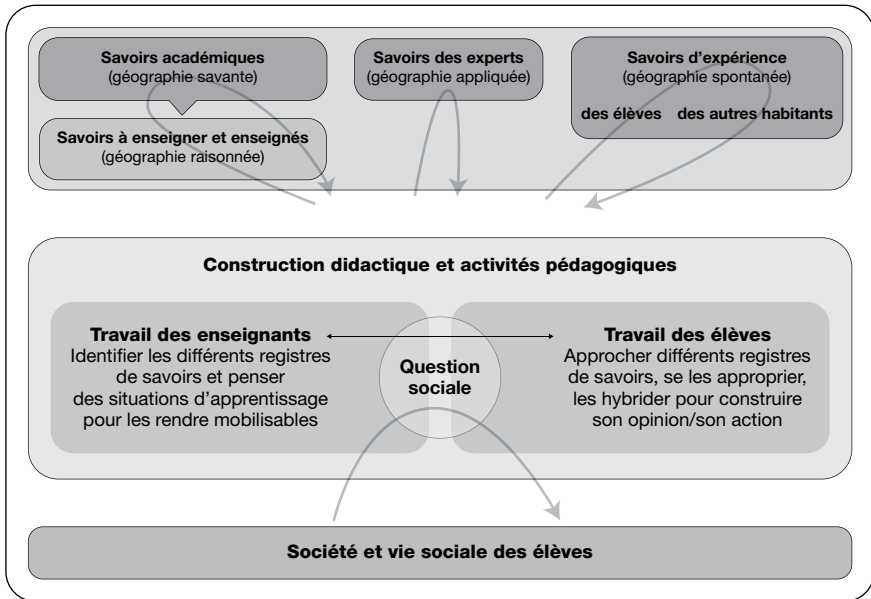 Savoirs académiques
(géographie savante)
Savoirs à enseigner et enseignés
(géographie raisonnée)
Savoirs des experts
(géographie appliquée)
Savoirs d'expérience
(géographie spontanée)
des élèves des autres habitants
Construction didactique et activités pédagogiques
Travail des enseignants
Identifier les différents registres
de savoirs et penser
des situations d'apprentissage
pour les rendre mobilisables
Question
sociale
Travail des élèves
Approcher différents registres
de savoirs, se les approprier,
les hybrider pour construire
son opinion/son action
Société et vie sociale des élèves